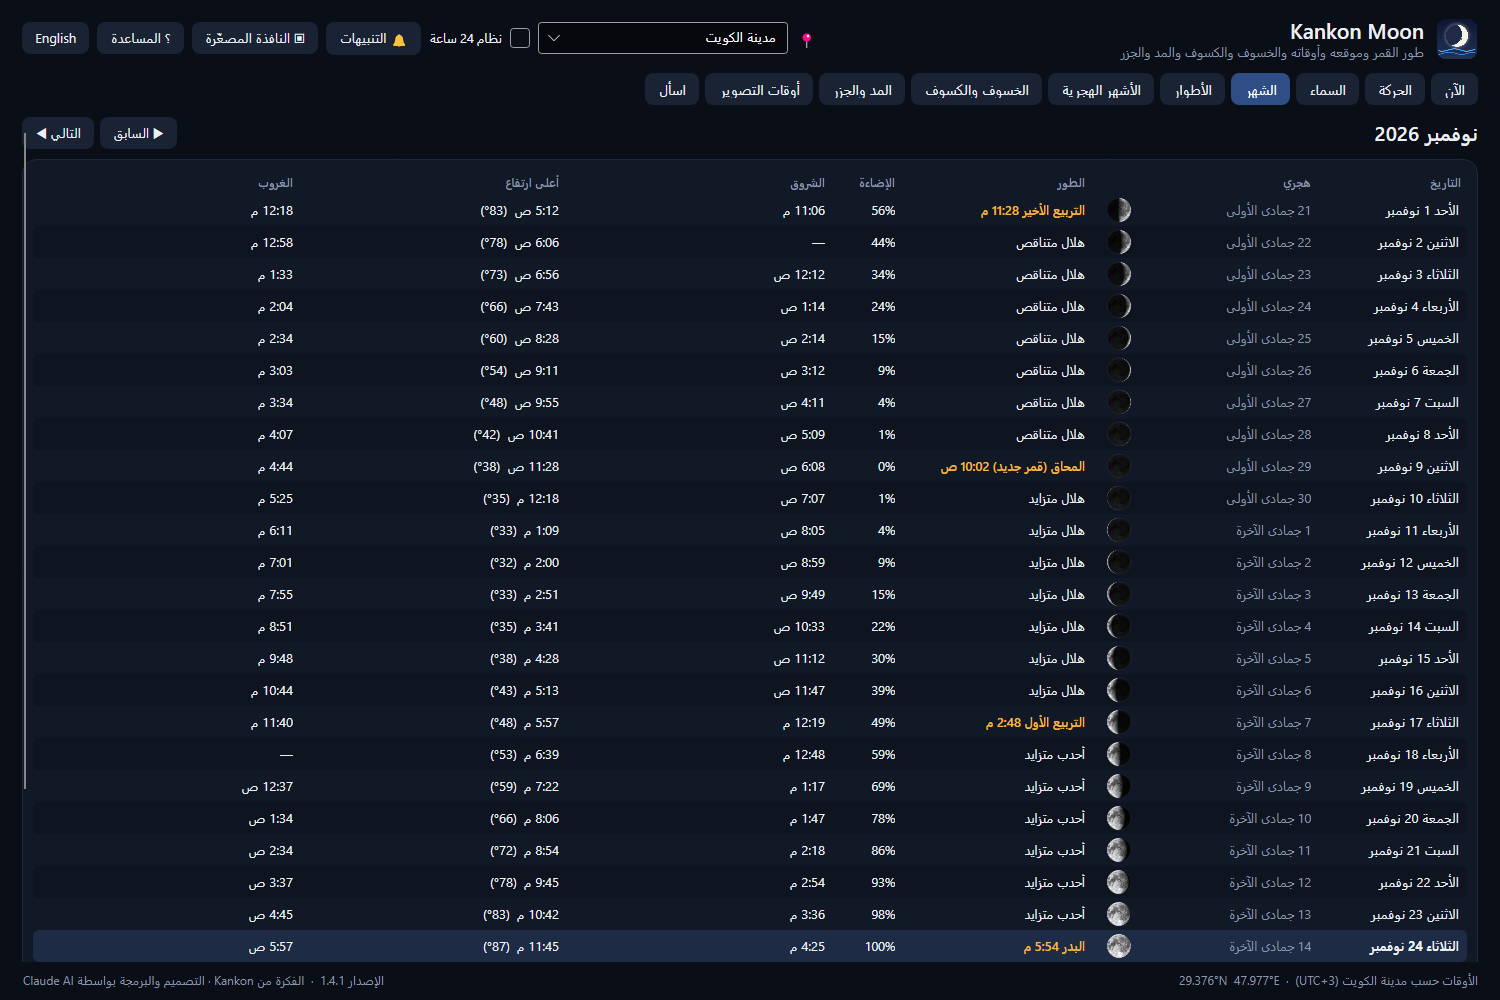 Kankon Moon
طور القمر وموقعه وأوقاته والخسوف والكسوف والمد والجزر
مدينة الكويت
نظام 24 ساعة
التنبيهات
النافذة المصغّرة
؟ المساعدة
English
الآن
الحركة
السماء
الشهر
الأطوار
الأشهر الهجرية
الخسوف والكسوف
المد والجزر
أوقات التصوير
اسأل
نوفمبر 2026
▶ السابق
التالي ◀
التاريخ هجري الطور الإضاءة الشروق أعلى ارتفاع الغروب
الأحد 1 نوفمبر 21 جمادى الأولى التربيع الأخير 11:28 م 56% 11:06 م 5:12 ص (83°) 12:18 م
الاثنين 2 نوفمبر 22 جمادى الأولى هلال متناقص 44% — 6:06 ص (78°) 12:58 م
الثلاثاء 3 نوفمبر 23 جمادى الأولى هلال متناقص 34% 12:12 ص 6:56 ص (73°) 1:33 م
الأربعاء 4 نوفمبر 24 جمادى الأولى هلال متناقص 24% 1:14 ص 7:43 ص (66°) 2:04 م
الخميس 5 نوفمبر 25 جمادى الأولى هلال متناقص 15% 2:14 ص 8:28 ص (60°) 2:34 م
الجمعة 6 نوفمبر 26 جمادى الأولى هلال متناقص 9% 3:12 ص 9:11 ص (54°) 3:03 م
السبت 7 نوفمبر 27 جمادى الأولى هلال متناقص 4% 4:11 ص 9:55 ص (48°) 3:34 م
الأحد 8 نوفمبر 28 جمادى الأولى هلال متناقص 1% 5:09 ص 10:41 ص (42°) 4:07 م
الاثنين 9 نوفمبر 29 جمادى الأولى المحاق (قمر جديد) 10:02 ص 0% 6:08 ص 11:28 ص (38°) 4:44 م
الثلاثاء 10 نوفمبر 30 جمادى الأولى هلال متزايد 1% 7:07 ص 12:18 م (35°) 5:25 م
الأربعاء 11 نوفمبر 1 جمادى الآخرة هلال متزايد 4% 8:05 ص 1:09 م (33°) 6:11 م
الخميس 12 نوفمبر 2 جمادى الآخرة هلال متزايد 9% 8:59 ص 2:00 م (32°) 7:01 م
الجمعة 13 نوفمبر 3 جمادى الآخرة هلال متزايد 15% 9:49 ص 2:51 م (33°) 7:55 م
السبت 14 نوفمبر 4 جمادى الآخرة هلال متزايد 22% 10:33 ص 3:41 م (35°) 8:51 م
الأحد 15 نوفمبر 5 جمادى الآخرة هلال متزايد 30% 11:12 ص 4:28 م (38°) 9:48 م
الاثنين 16 نوفمبر 6 جمادى الآخرة هلال متزايد 39% 11:47 ص 5:13 م (43°) 10:44 م
الثلاثاء 17 نوفمبر 7 جمادى الآخرة التربيع الأول 2:48 م 49% 12:19 م 5:57 م (48°) 11:40 م
الأربعاء 18 نوفمبر 8 جمادى الآخرة أحدب متزايد 59% 12:48 م 6:39 م (53°) —
الخميس 19 نوفمبر 9 جمادى الآخرة أحدب متزايد 69% 1:17 م 7:22 م (59°) 12:37 ص
الجمعة 20 نوفمبر 10 جمادى الآخرة أحدب متزايد 78% 1:47 م 8:06 م (66°) 1:34 ص
السبت 21 نوفمبر 11 جمادى الآخرة أحدب متزايد 86% 2:18 م 8:54 م (72°) 2:34 ص
الأحد 22 نوفمبر 12 جمادى الآخرة أحدب متزايد 93% 2:54 م 9:45 م (78°) 3:37 ص
الاثنين 23 نوفمبر 13 جمادى الآخرة أحدب متزايد 98% 3:36 م 10:42 م (83°) 4:45 ص
الثلاثاء 24 نوفمبر 14 جمادى الآخرة البدر 5:54 م 100% 4:25 م 11:45 م (87°) 5:57 ص
الأوقات حسب مدينة الكويت (UTC+3) · 29.376°N 47.977°E
الإصدار 1.4.1 · الفكرة من Kankon · التصميم والبرمجة بواسطة Claude AI